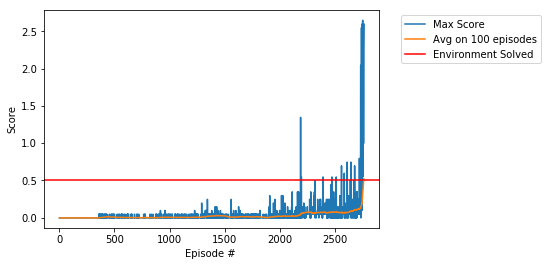 Max Score
Avg on 100 episodes
Environment Solved
Score
2.5
2.0
1.5
1.0
0.5
0.0
0 500 1000 1500 2000 2500
Episode #